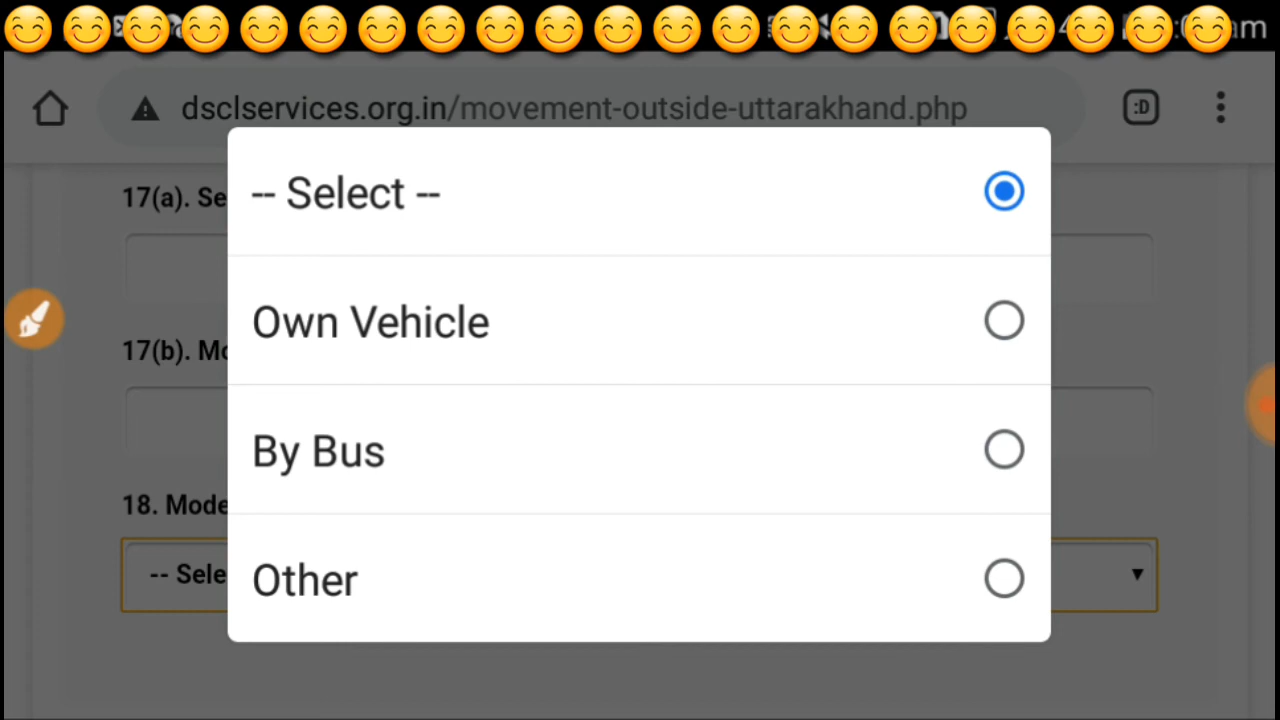 am
dsclservices.org.in/movement-outside-uttarakhand.php
:D
-- Select --
17(a). Se
Own Vehicle
17(b). Mo
By Bus
18. Mode
-- Sele
Other